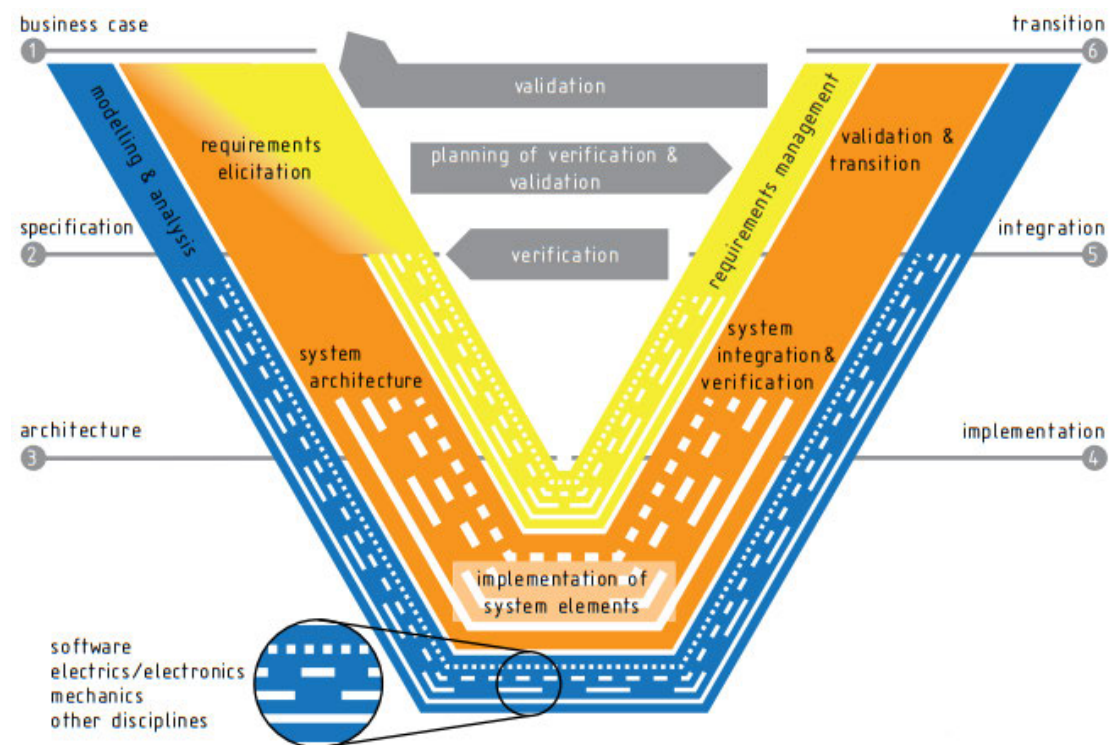 business case
1
transition
6
validation
modelling & analysis
requirements
elicitation
planning of verification &
validation
requirements management
validation &
transition
specification
2
verification
integration
5
system
architecture
system
integration &
verification
architecture
3
implementation
4
implementation of
system elements
software
electrics/electronics
mechanics
other disciplines